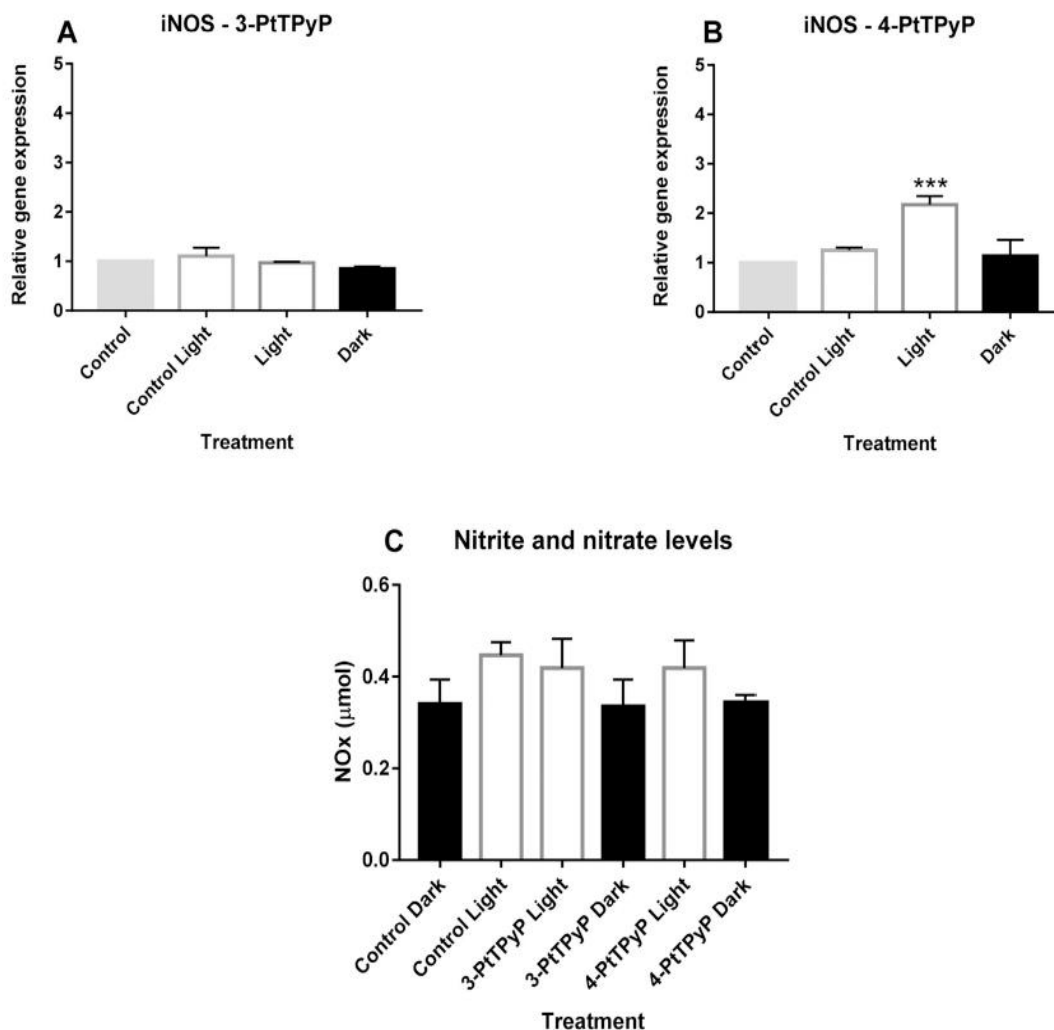 A
iNOS - 3-PtTPyP
Relative gene expression
5
4
3
2
1
0
Control
Control Light
Light
Dark
Treatment
B
iNOS - 4-PtTPyP
Relative gene expression
5
4
3
2
1
0
***
Control
Control Light
Light
Dark
Treatment
C
Nitrite and nitrate levels
NOx (μmol)
0.6
0.4
0.2
0.0
Control Dark
Control Light
3-PtTPyP Light
3-PtTPyP Dark
4-PtTPyP Light
4-PtTPyP Dark
Treatment